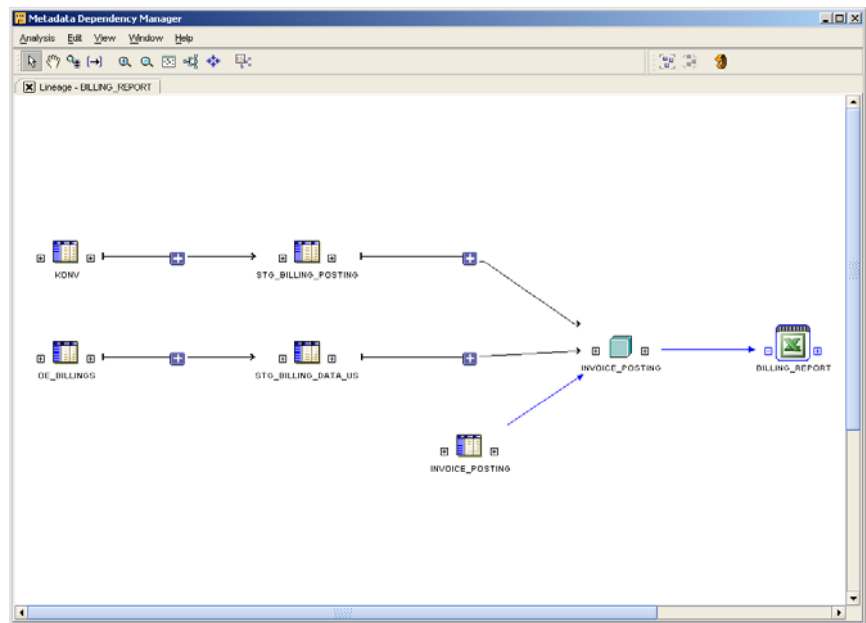 Metadata Dependency Manager
Analysis Edit View Window Help
Lineage - BILLING_REPORT
KONV
STG_BILLING_POSTING
INVOICE_POSTING
BILLING_REPORT
OE_BILLINGS
STG_BILLING_DATA_US
INVOICE_POSTING